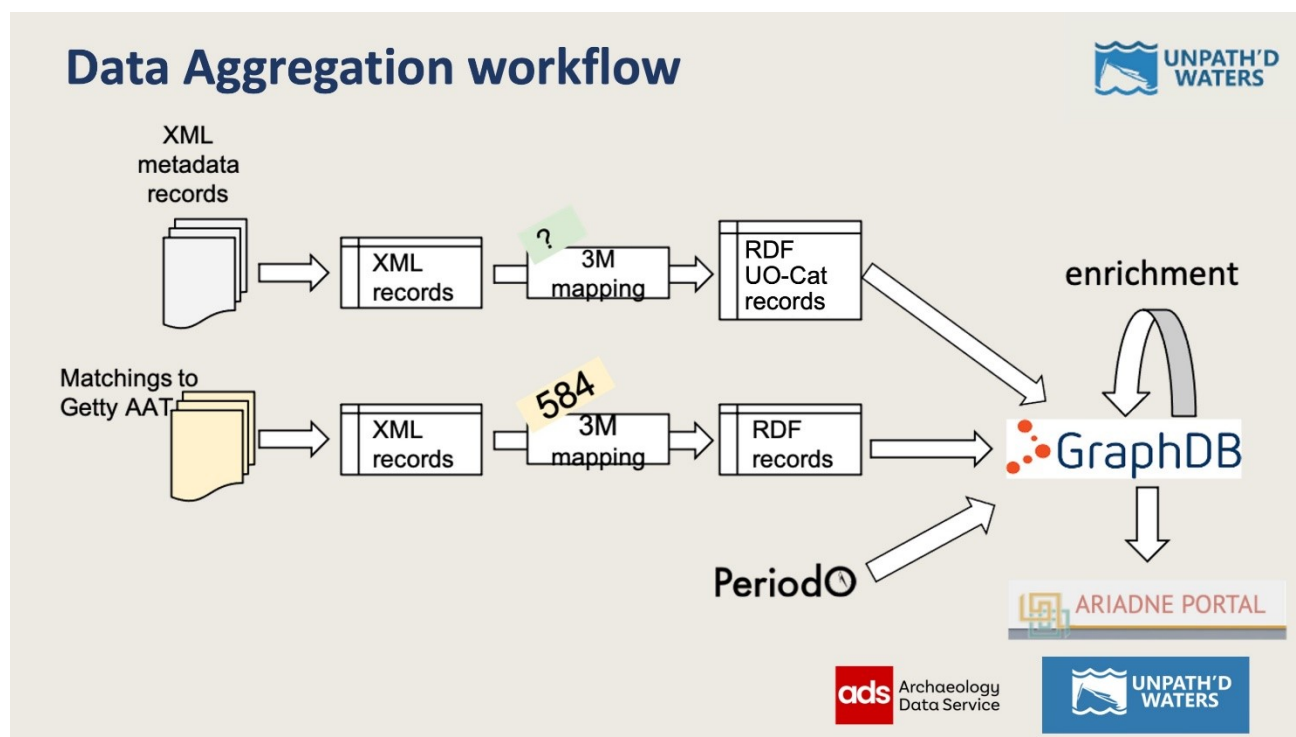 Data Aggregation workflow
UNPATH'D
WATERS
XML
metadata
records
XML
records
?
3M
mapping
RDF
UO-Cat
records
enrichment
Matchings to
Getty AAT
XML
records
584
3M
mapping
RDF
records
GraphDB
PeriodO
ARIADNE PORTAL
ads
Archaeology
Data Service
UNPATH'D
WATERS